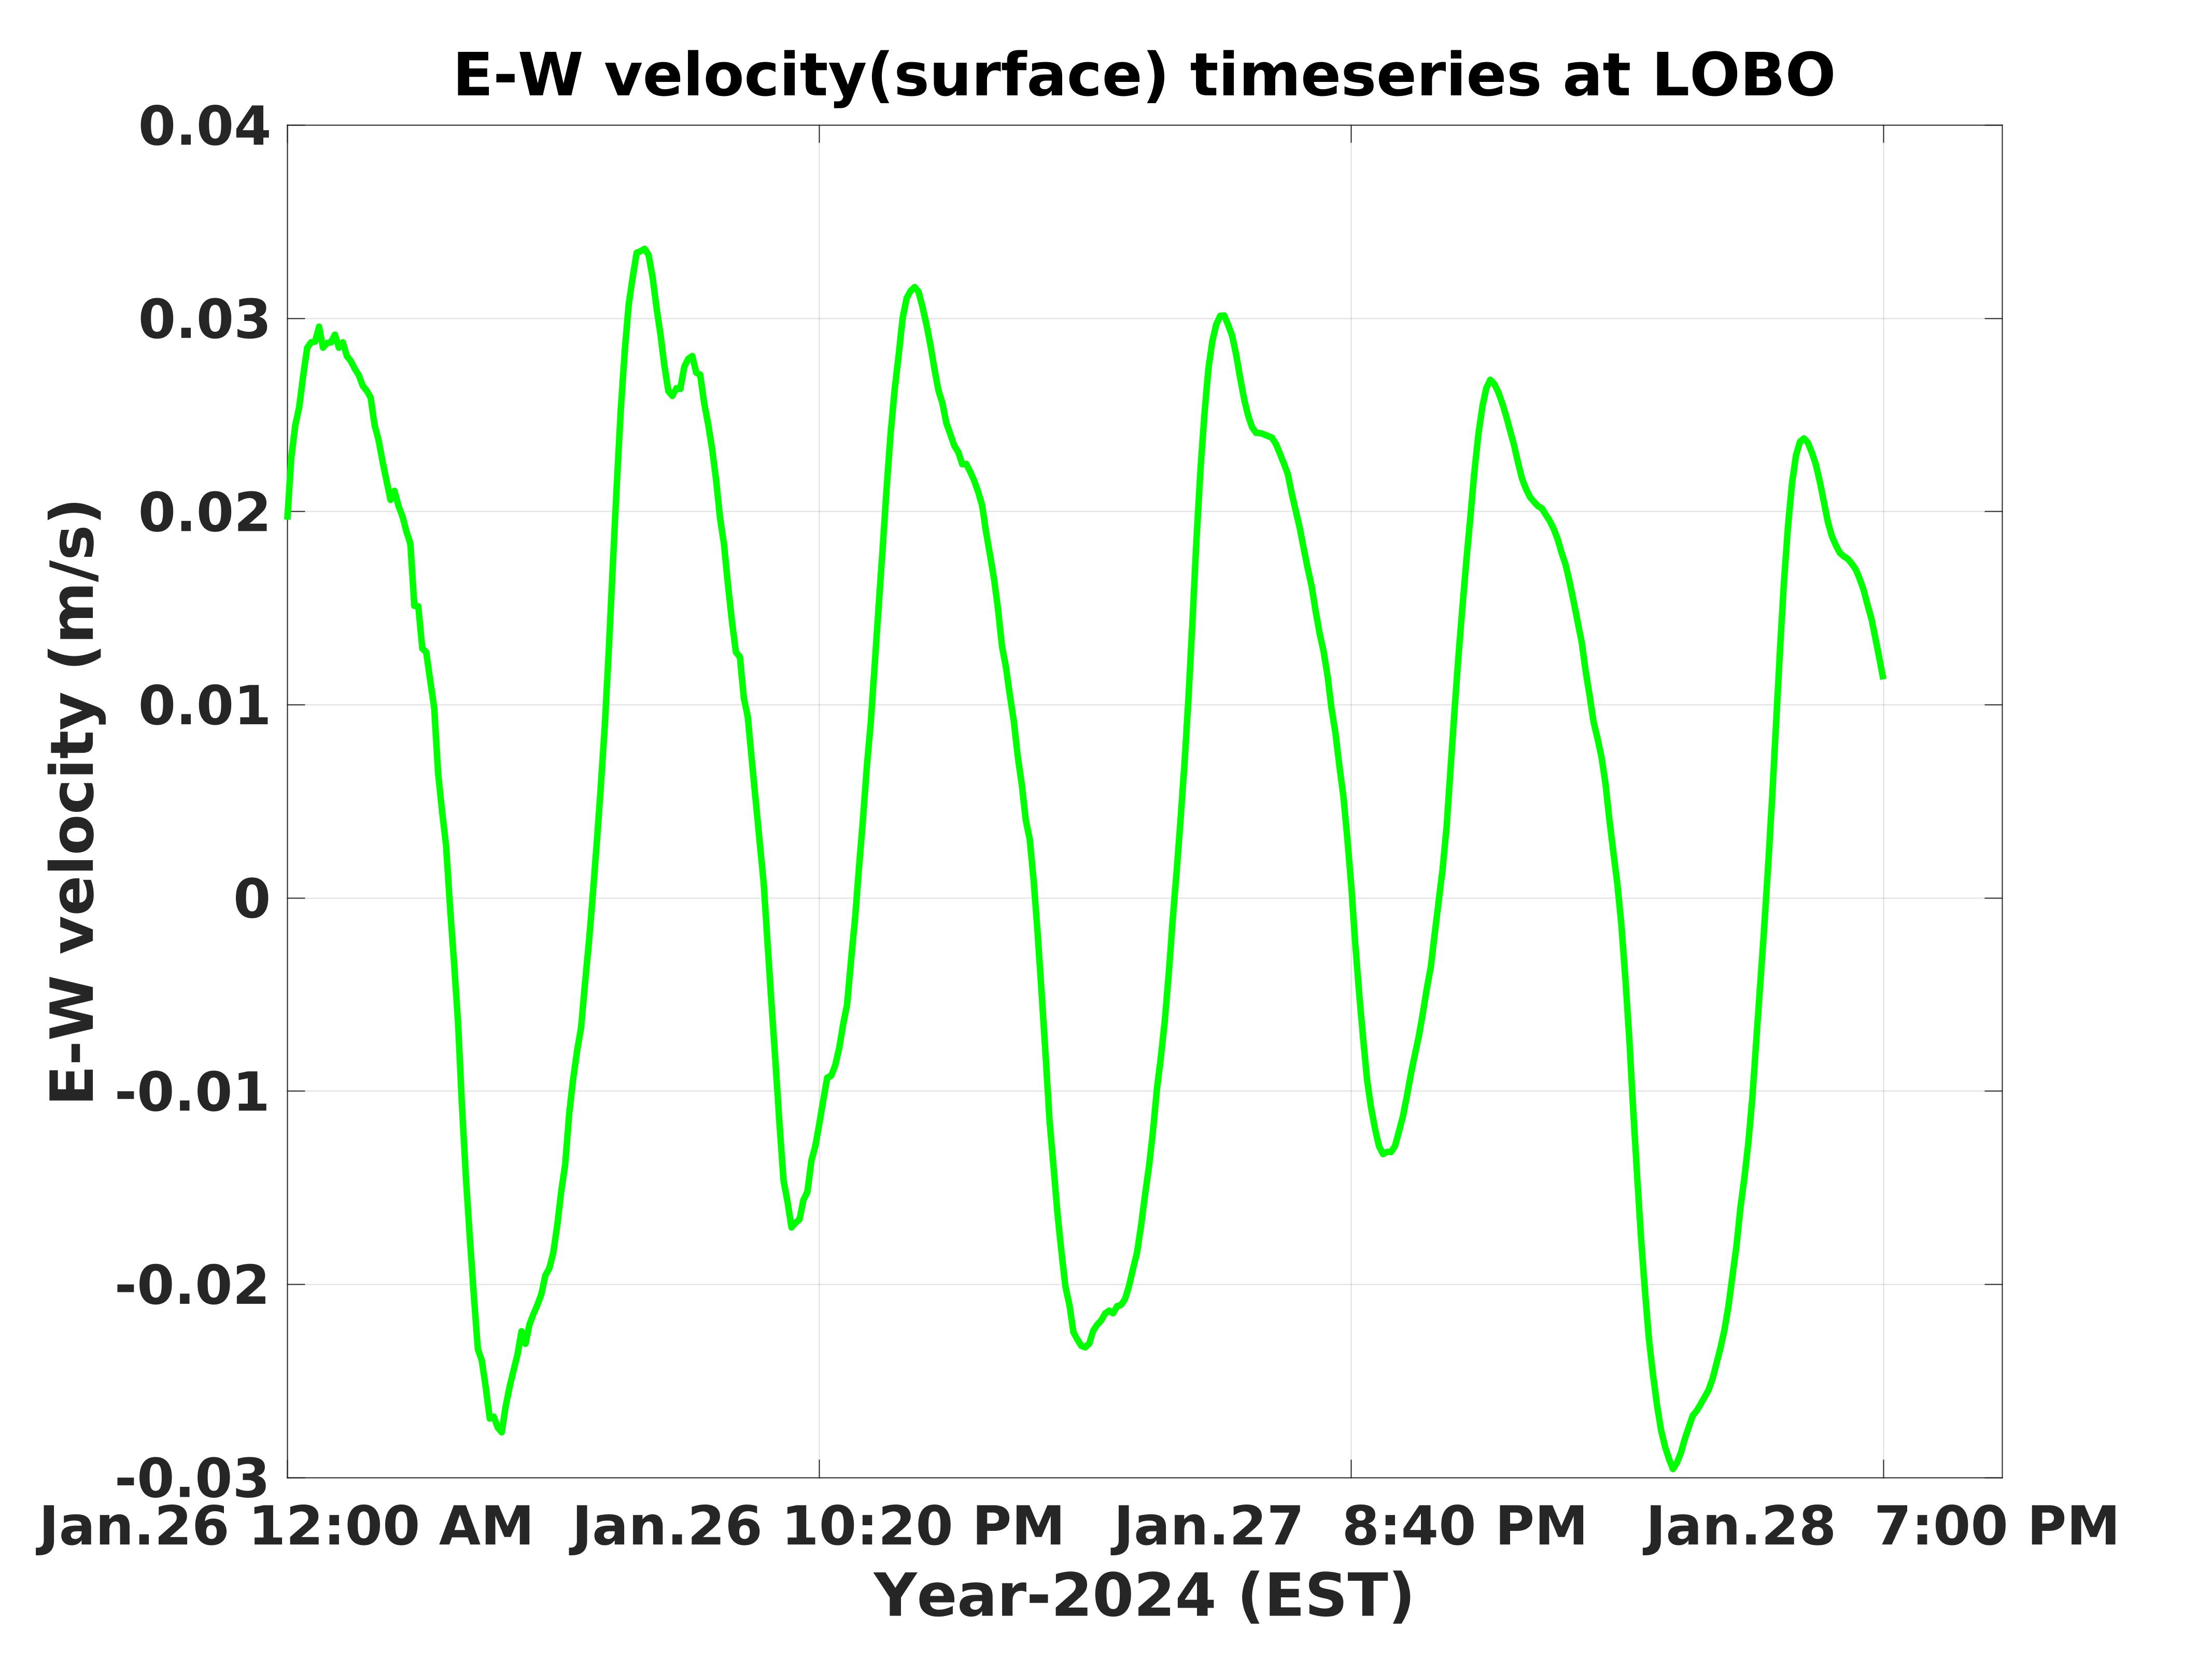 E-W velocity(surface) timeseries at LOBO
E-W velocity (m/s)
0.04
0.03
0.02
0.01
0
-0.01
-0.02
-0.03
Jan.26 12:00 AM Jan.26 10:20 PM Jan.27 8:40 PM Jan.28 7:00 PM
Year-2024 (EST)